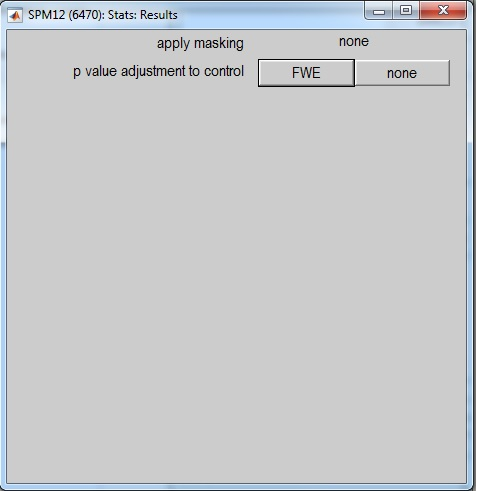 SPM12 (6470): Stats: Results
apply masking none
p value adjustment to control FWE none